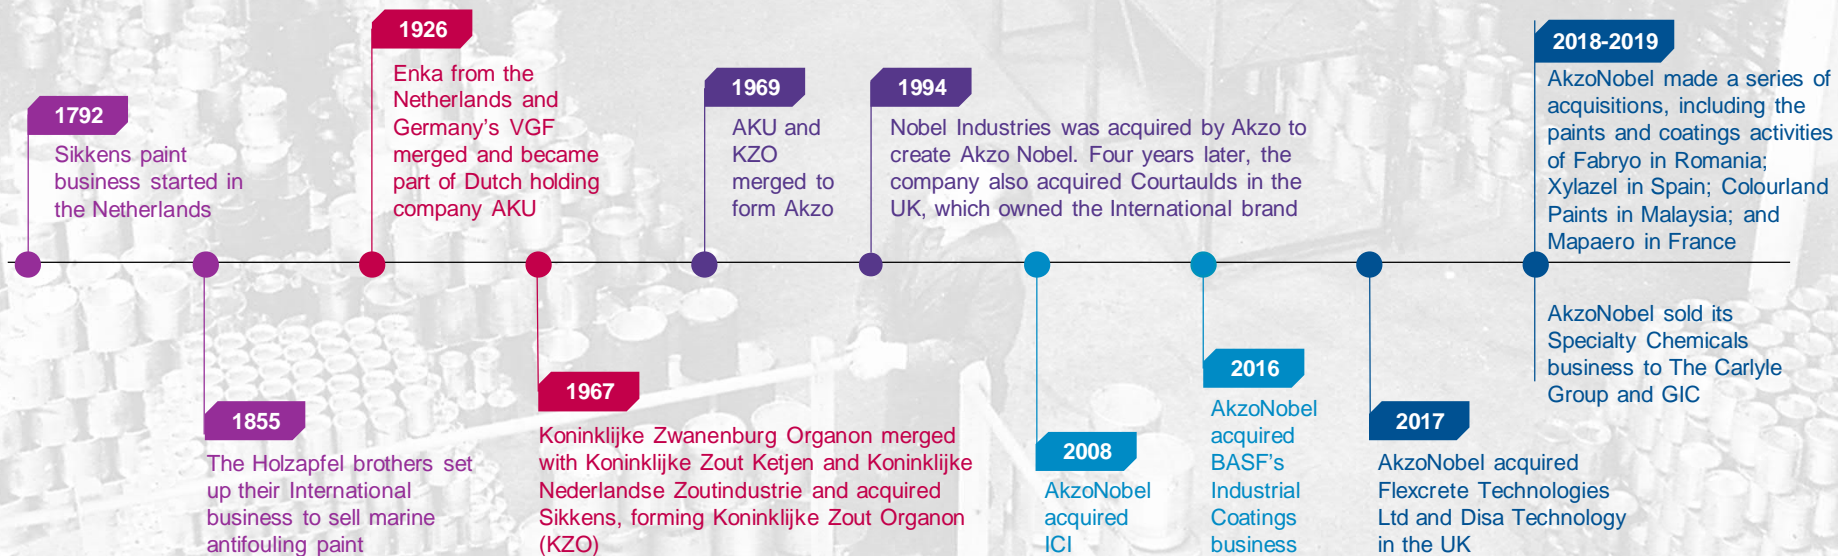 1792
Sikkens paint
business started in
the Netherlands
1855
The Holzapfel brothers set
up their International
business to sell marine
antifouling paint
1926
Enka from the
Netherlands and
Germany's VGF
merged and became
part of Dutch holding
company AKU
1967
Koninklijke Zwanenburg Organon merged
with Koninklijke Zout Ketjen and Koninklijke
Nederlandse Zoutindustrie and acquired
Sikkens, forming Koninklijke Zout Organon
(KZO)
1969
AKU and
KZO
merged to
form Akzo
1994
Nobel Industries was acquired by Akzo to
create Akzo Nobel. Four years later, the
company also acquired Courtaulds in the
UK, which owned the International brand
2008
AkzoNobel
acquired
ICI
2016
AkzoNobel
acquired
BASF's
Industrial
Coatings
business
2017
AkzoNobel acquired
Flexcrete Technologies
Ltd and Disa Technology
in the UK
2018-2019
AkzoNobel made a series of
acquisitions, including the
paints and coatings activities
of Fabryo in Romania;
Xylazel in Spain; Colourland
Paints in Malaysia; and
Mapaero in France
AkzoNobel sold its
Specialty Chemicals
business to The Carlyle
Group and GIC